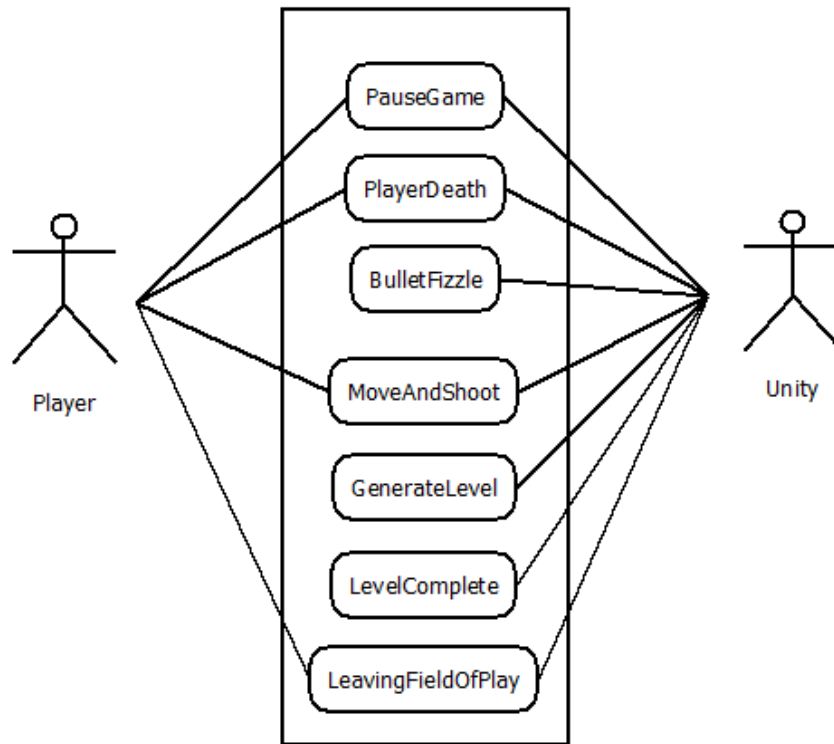 PauseGame
PlayerDeath
BulletFizzle
MoveAndShoot
GenerateLevel
LevelComplete
LeavingFieldOfPlay
Player
Unity